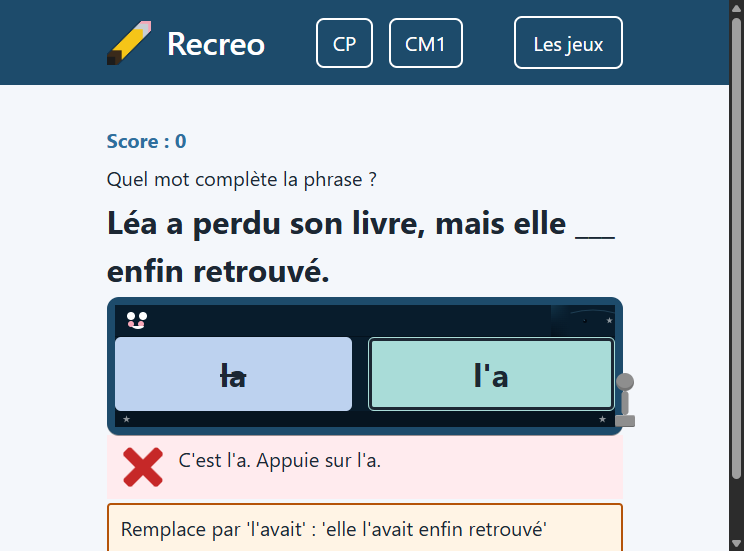 Recreo
CP
CM1
Les jeux
Score : 0
Quel mot complète la phrase ?
Léa a perdu son livre, mais elle ___
enfin retrouvé.
la
l'a
C'est l'a. Appuie sur l'a.
Remplace par 'l'avait' : 'elle l'avait enfin retrouvé'